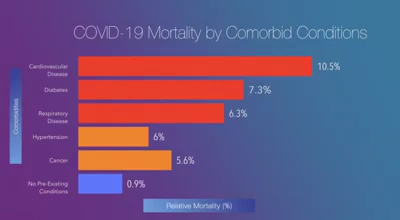 COVID-19 Mortality by Comorbid Conditions
Cardiovascular
Disease
10.5%
Diabetes
7.3%
Respiratory
Disease
6.3%
Hypertension
6%
Cancer
5.6%
No Pre-Existing
Conditions
0.9%
Comorbidities
Relative Mortality (%)